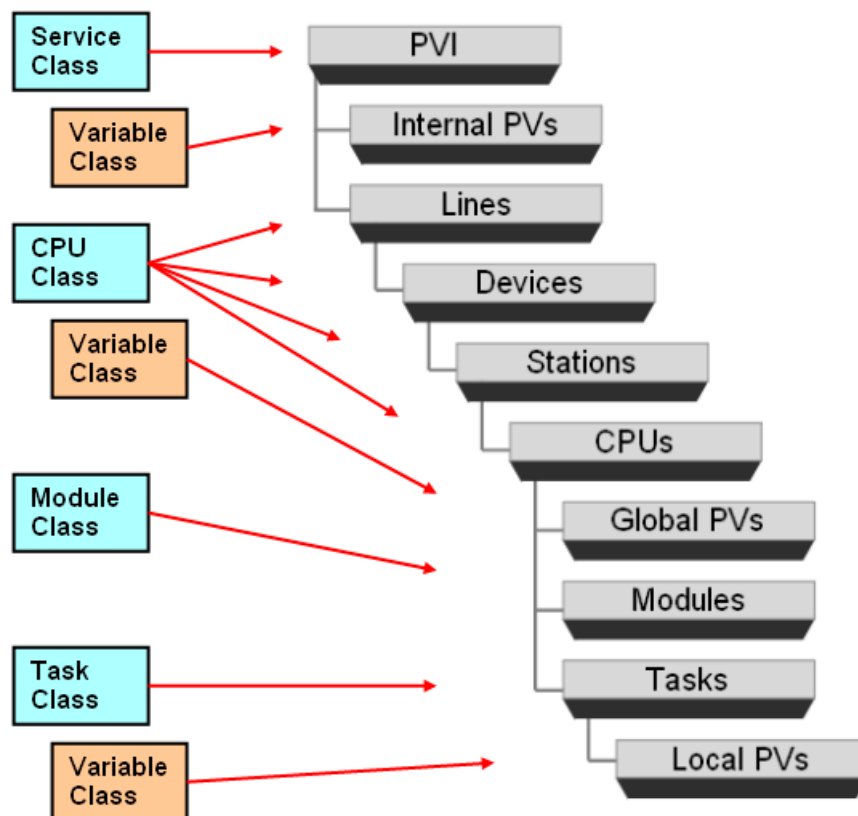 Service
Class
PVI
Variable
Class
Internal PVs
Lines
CPU
Class
Devices
Variable
Class
Stations
CPUs
Module
Class
Global PVs
Modules
Task
Class
Tasks
Variable
Class
Local PVs